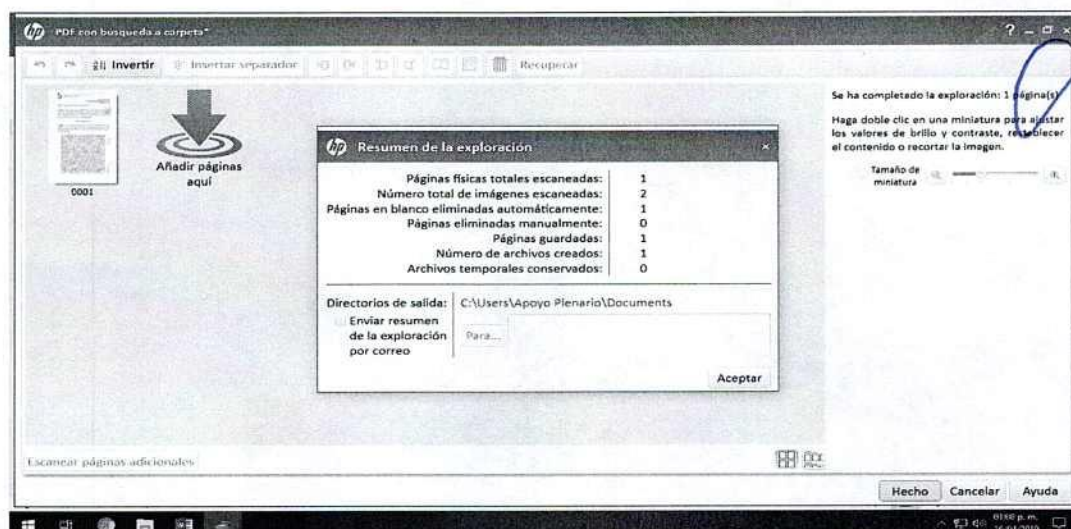 hp PDF con búsqueda a carpeta*
Invertir Insertar separador Recuperar
0001
Añadir páginas
aquí
Se ha completado la exploración: 1 página(s)
Haga doble clic en una miniatura para ajustar
los valores de brillo y contraste, restablecer
el contenido o recortar la imagen.
Tamaño de
miniatura
hp Resumen de la exploración
Páginas físicas totales escaneadas: 1
Número total de imágenes escaneadas: 2
Páginas en blanco eliminadas automáticamente: 1
Páginas eliminadas manualmente: 0
Páginas guardadas: 1
Número de archivos creados: 1
Archivos temporales conservados: 0
Directorios de salida: C:\Users\Apoyo Plenario\Documents
Enviar resumen
de la exploración
por correo
Para...
Aceptar
Escanear páginas adicionales
Hecho Cancelar Ayuda
p. m.